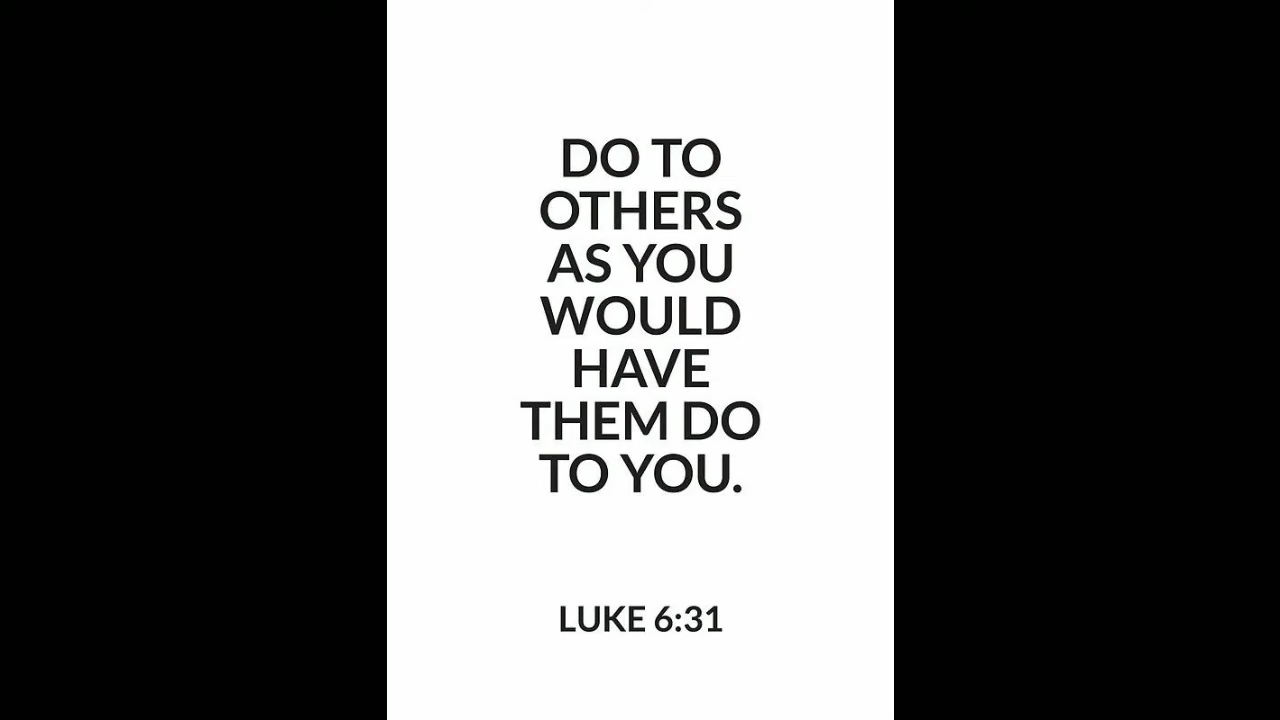 DO TO
OTHERS
AS YOU
WOULD
HAVE
THEM DO
TO YOU.
LUKE 6:31